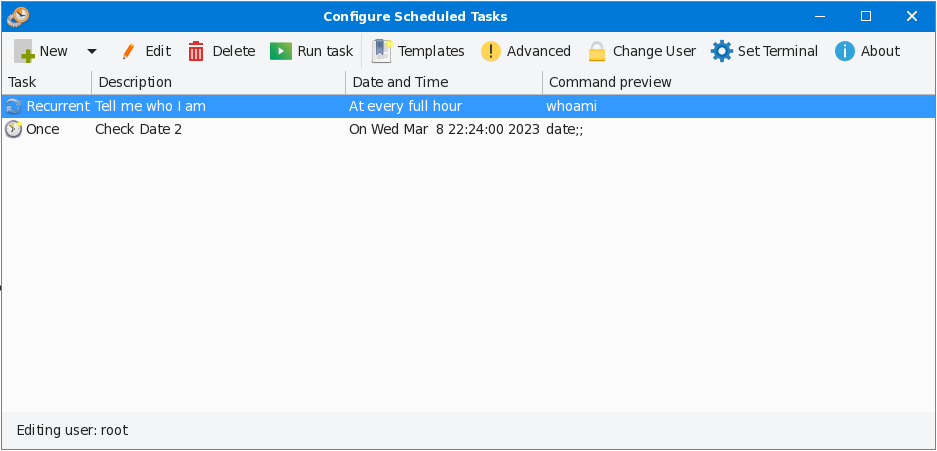 Configure Scheduled Tasks
New Edit Delete Run task Templates Advanced Change User Set Terminal About
Task Description Date and Time Command preview
Recurrent Tell me who I am At every full hour whoami
Once Check Date 2 On Wed Mar  8 22:24:00 2023 date;;
Editing user: root